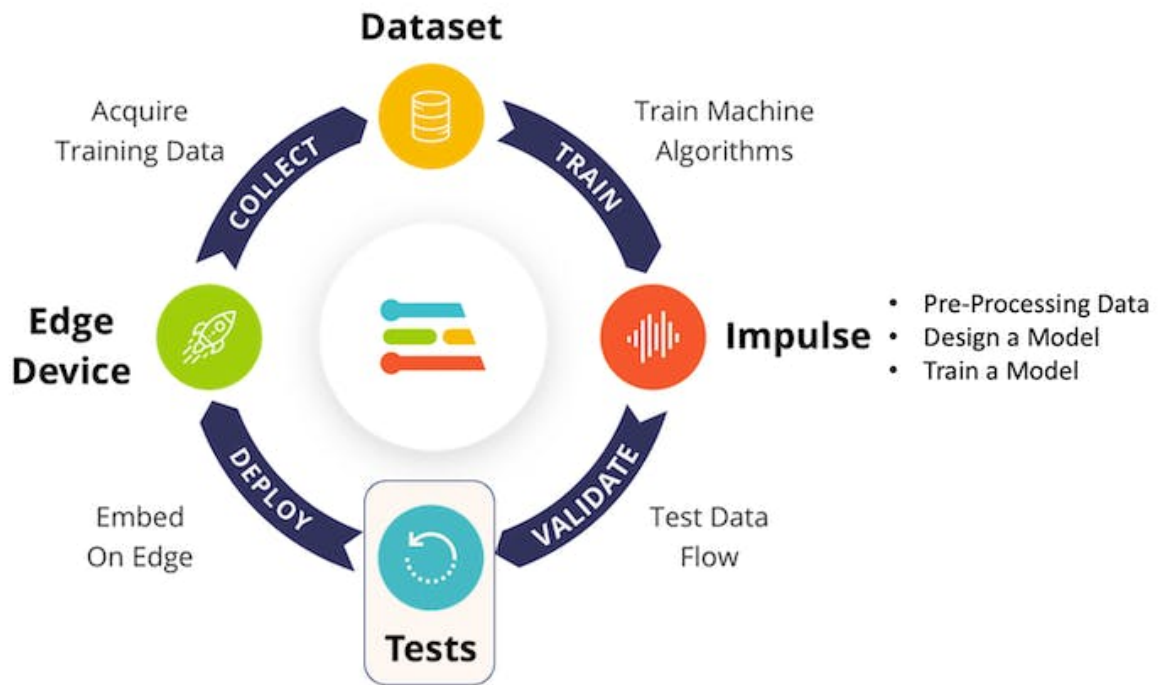 Dataset
Acquire
Training Data
COLLECT
TRAIN
Train Machine
Algorithms
Edge
Device
Impulse
• Pre-Processing Data
• Design a Model
• Train a Model
DEPLOY
VALIDATE
Embed
On Edge
Test Data
Flow
Tests